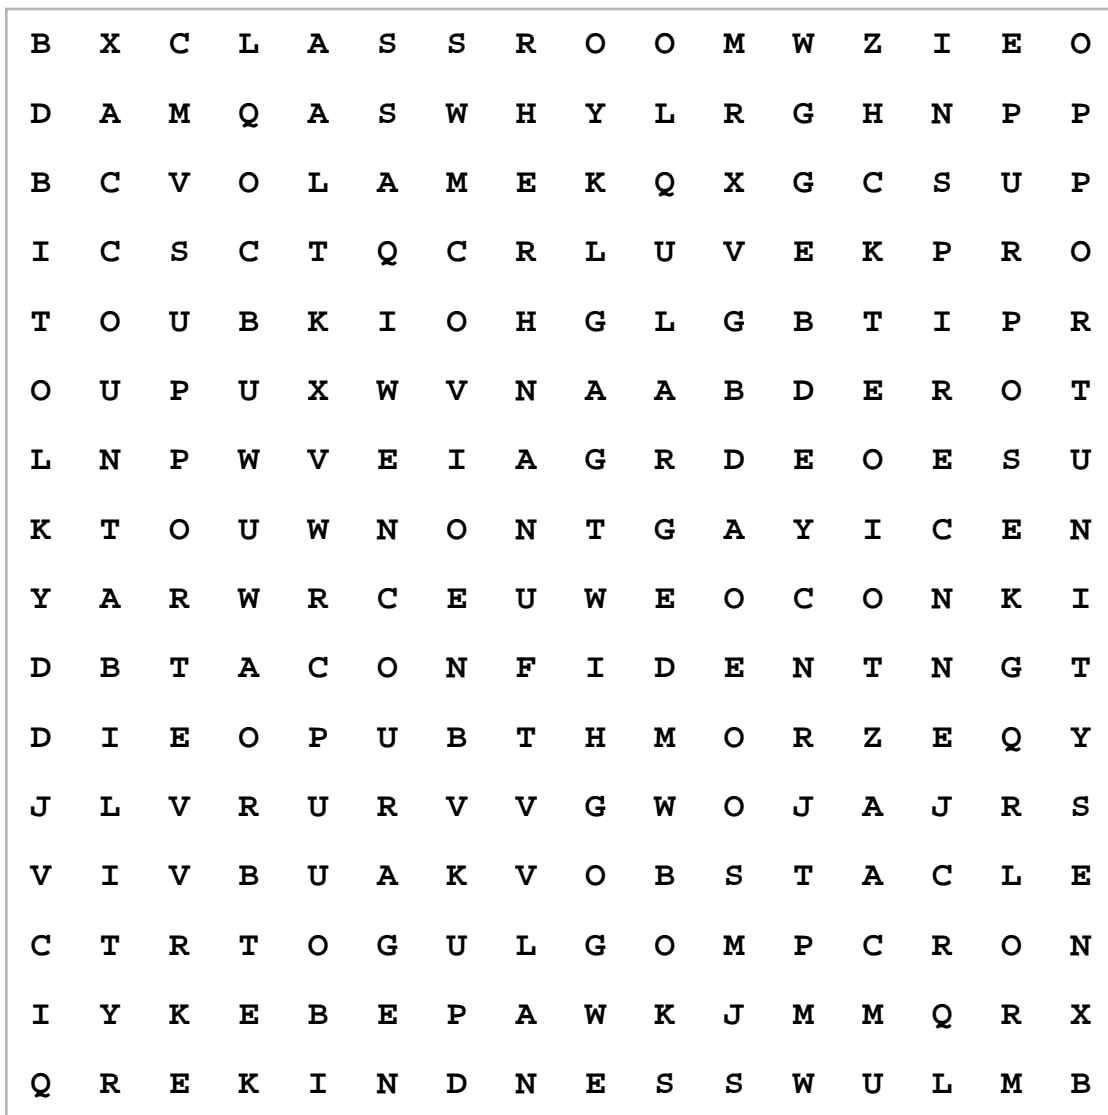 B X C L A S S R O O M W Z I E O
D A M Q A S W H Y L R G H N P P
B C V O L A M E K Q X G C S U P
I C S C T Q C R L U V E K P R O
T O U B K I O H G L G B T I P R
O U P U X W V N A A B D E R O T
L N P W V E I A G R D E O E S U
K T O U W N O N T G A Y I C E N
Y A R W R C E U W E O C O N K I
D B T A C O N F I D E N T N G T
D I E O P U B T H M O R Z E Q Y
J L V R U R V V G W O J A J R S
V I V B U A K V O B S T A C L E
C T R T O G U L G O M P C R O N
I Y K E B E P A W K J M M Q R X
Q R E K I N D N E S S W U L M B